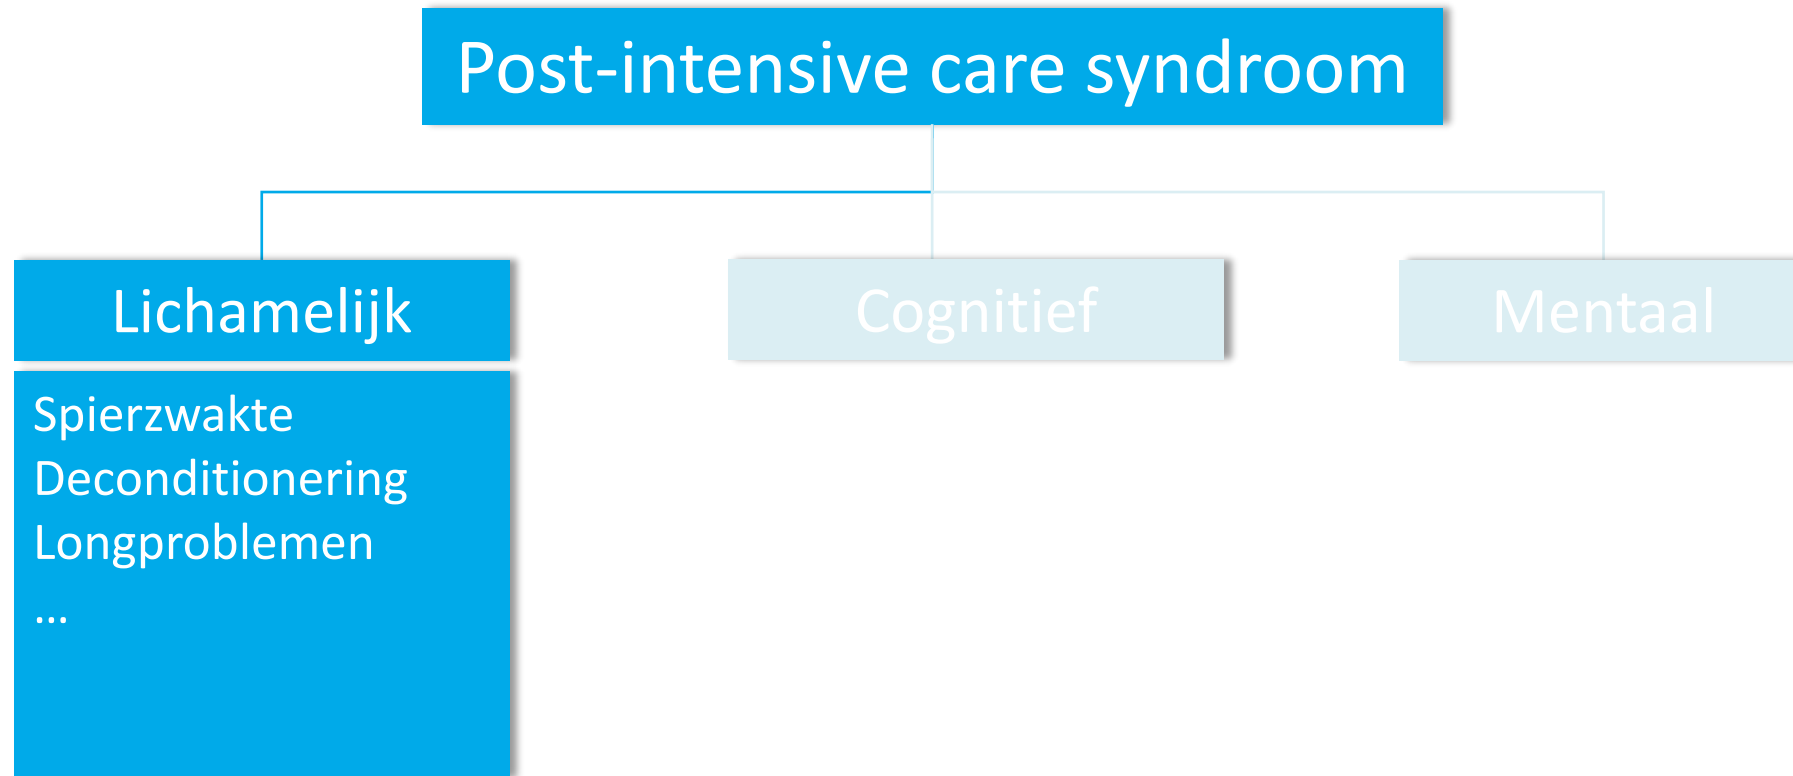 Post-intensive care syndroom
Lichamelijk
Cognitief
Mentaal
Spierzwakte
Deconditionering
Longproblemen
...